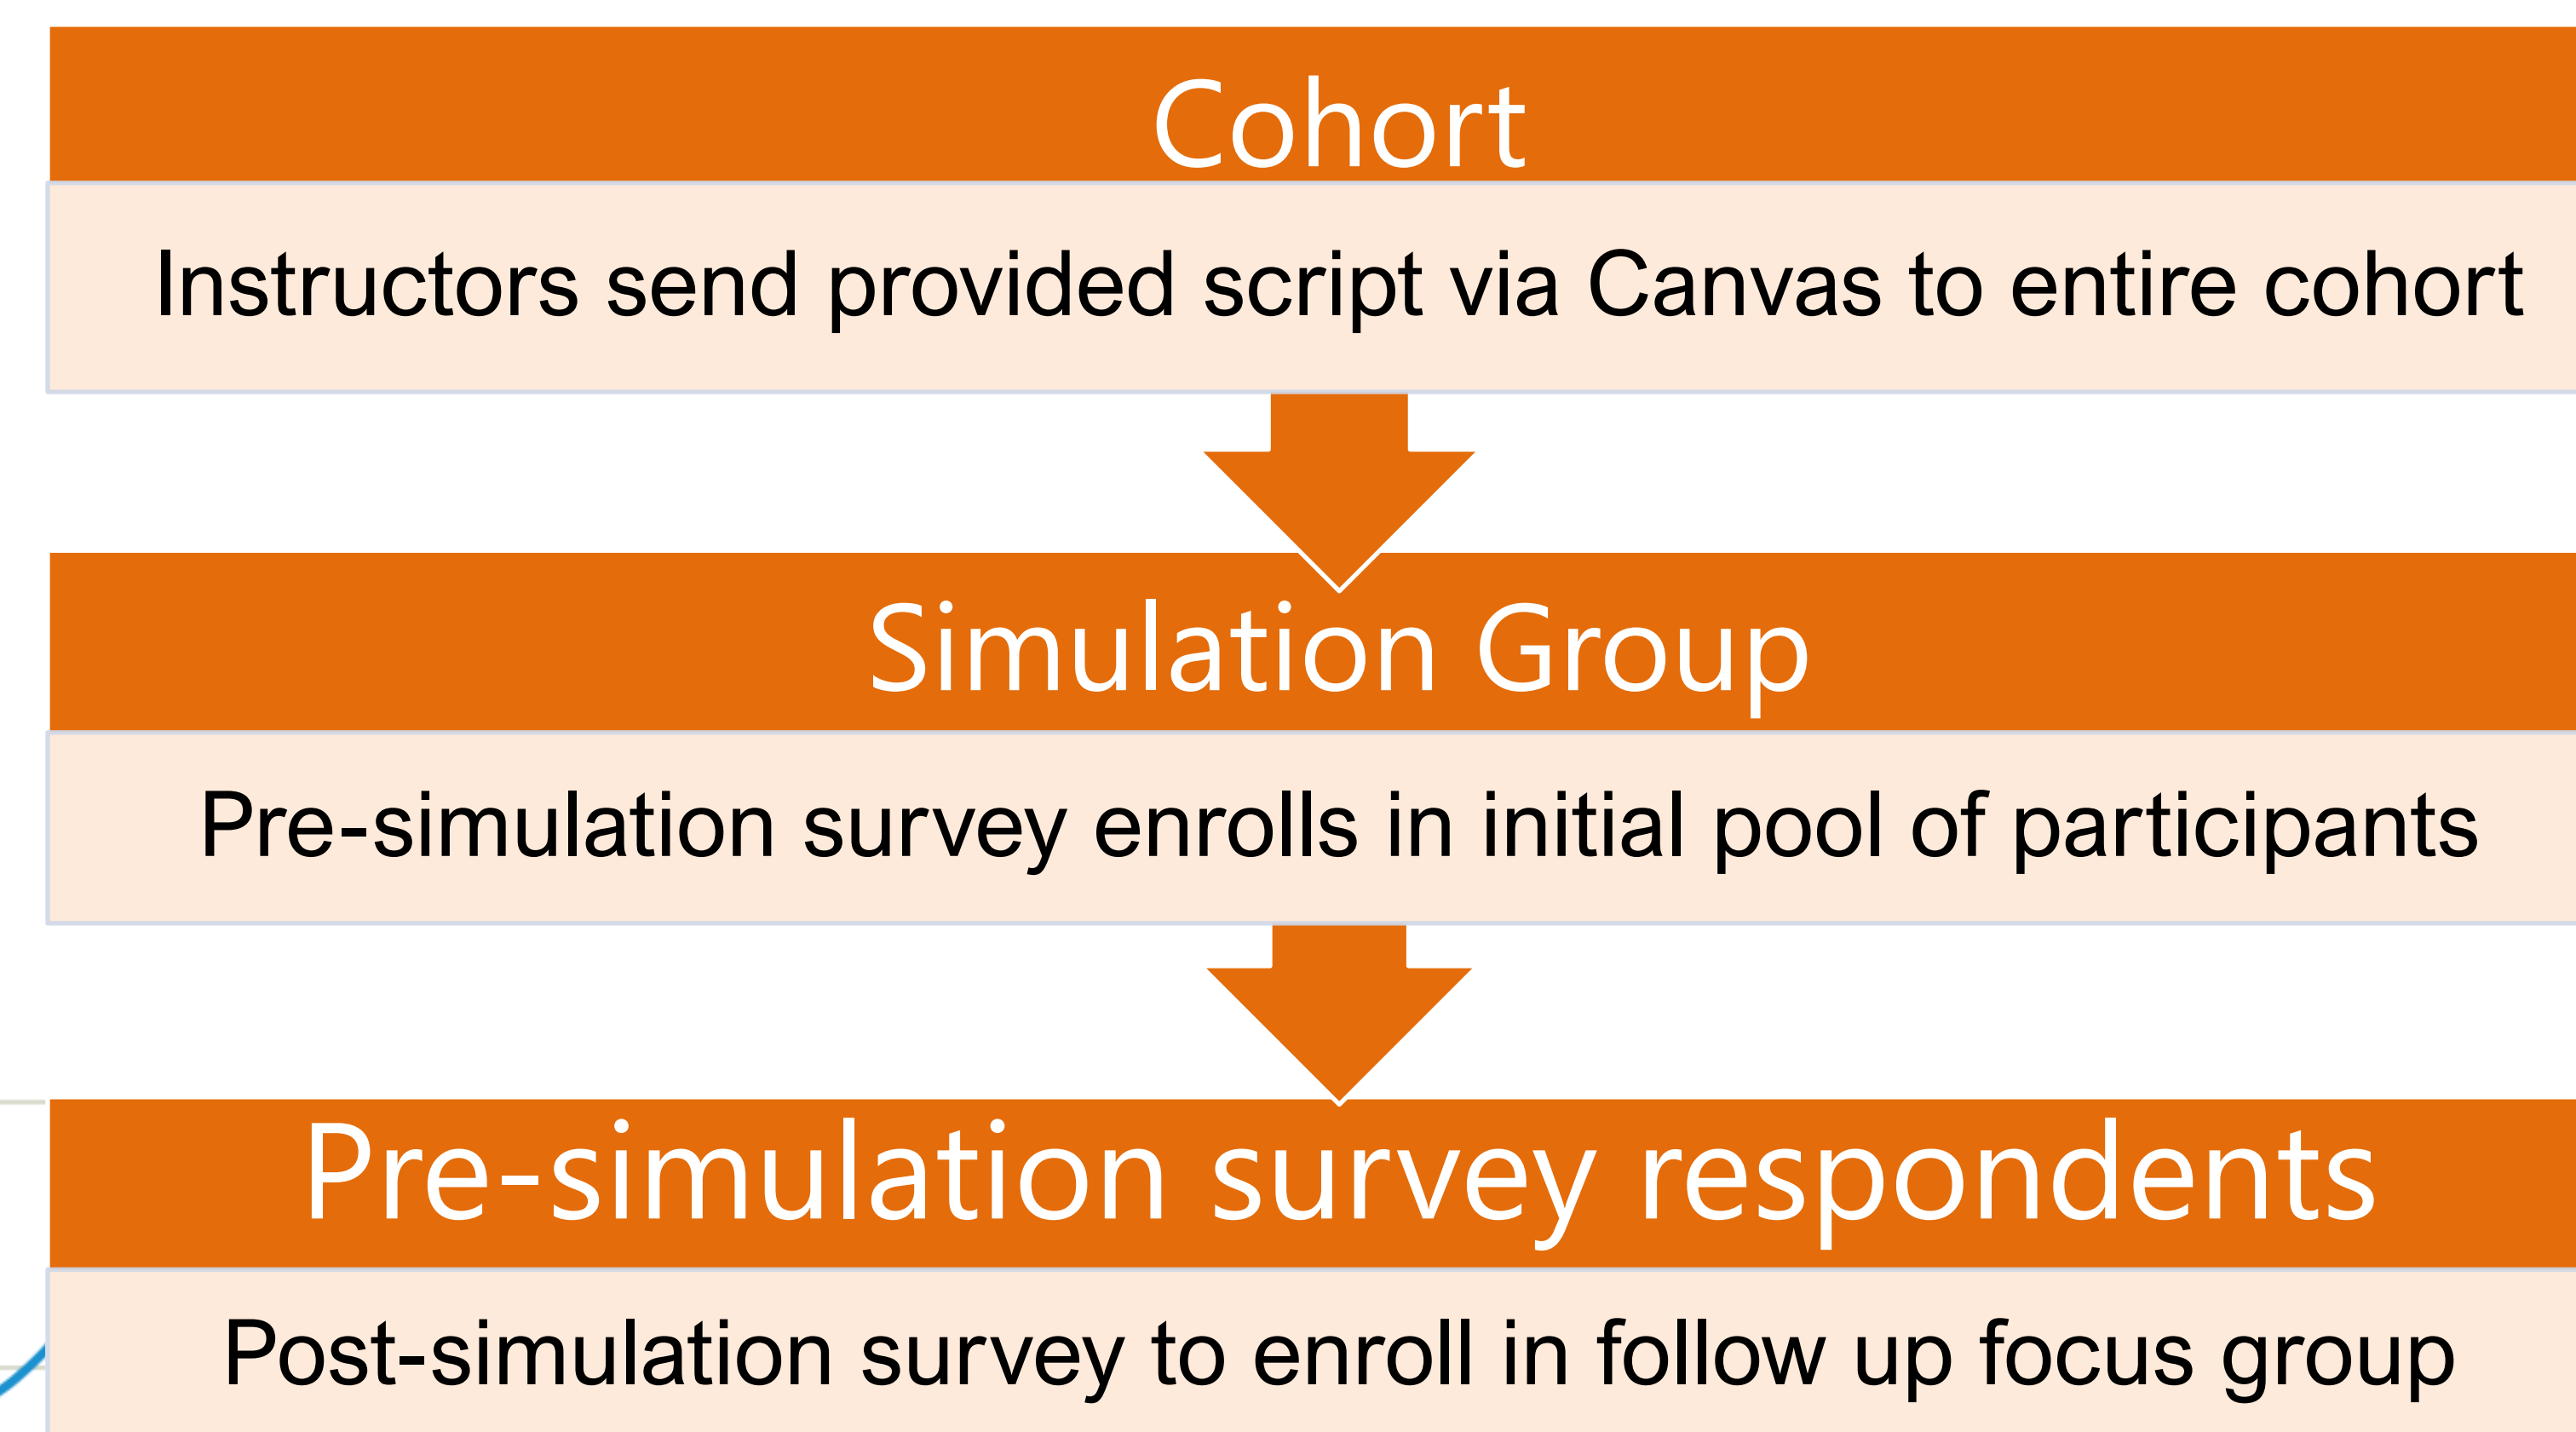 Cohort
Instructors send provided script via Canvas to entire cohort
Simulation Group
Pre-simulation survey enrolls in initial pool of participants
Pre-simulation survey respondents
Post-simulation survey to enroll in follow up focus group